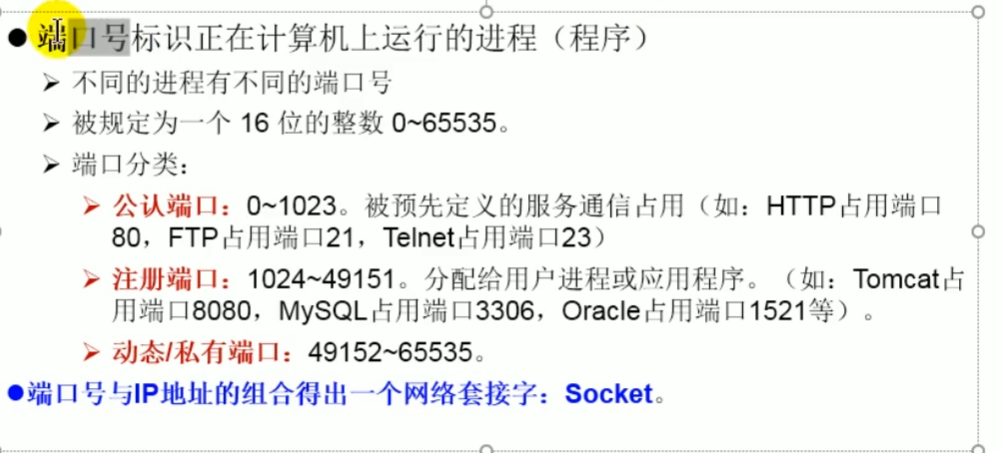 端口号标识正在计算机上运行的进程（程序）
不同的进程有不同的端口号
被规定为一个 16 位的整数 0~65535。
端口分类：
公认端口：0~1023。被预先定义的服务通信占用（如：HTTP占用端口
80，FTP占用端口21，Telnet占用端口23）
注册端口：1024~49151。分配给用户进程或应用程序。（如：Tomcat占
用端口8080，MySQL占用端口3306，Oracle占用端口1521等）。
动态/私有端口：49152~65535。
端口号与IP地址的组合得出一个网络套接字：Socket。